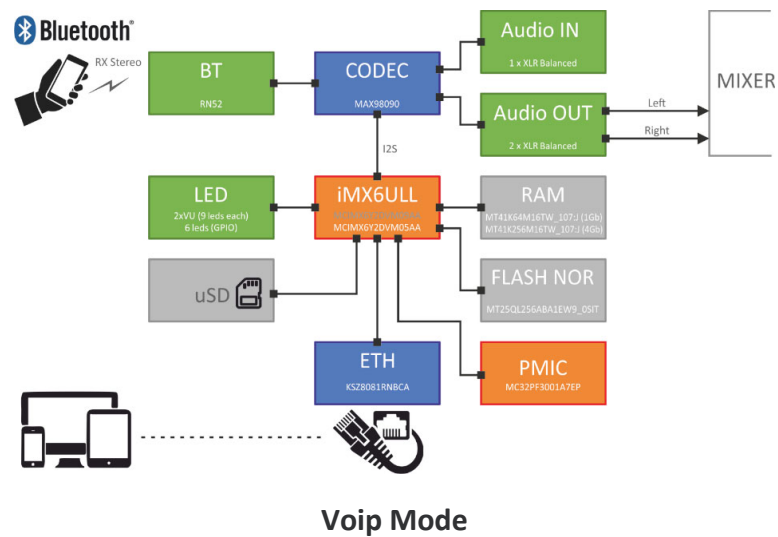 Bluetooth®
RX Stereo
BT
RN52
CODEC
MAX98090
Audio IN
1 x XLR Balanced
Audio OUT
2 x XLR Balanced
Left
Right
MIXER
I2S
LED
2xVU (9 leds each)
6 leds (GPIO)
iMX6ULL
MCIMX6Y2DVM05AA
RAM
MT41K64M16TW_107:J (1Gb)
MT41K256M16TW_107:J (4Gb)
uSD
FLASH NOR
MT25QL256ABA1EW9_0SIT
ETH
KSZ8081RNBCA
PMIC
MC32PF3001A7EP
Voip Mode